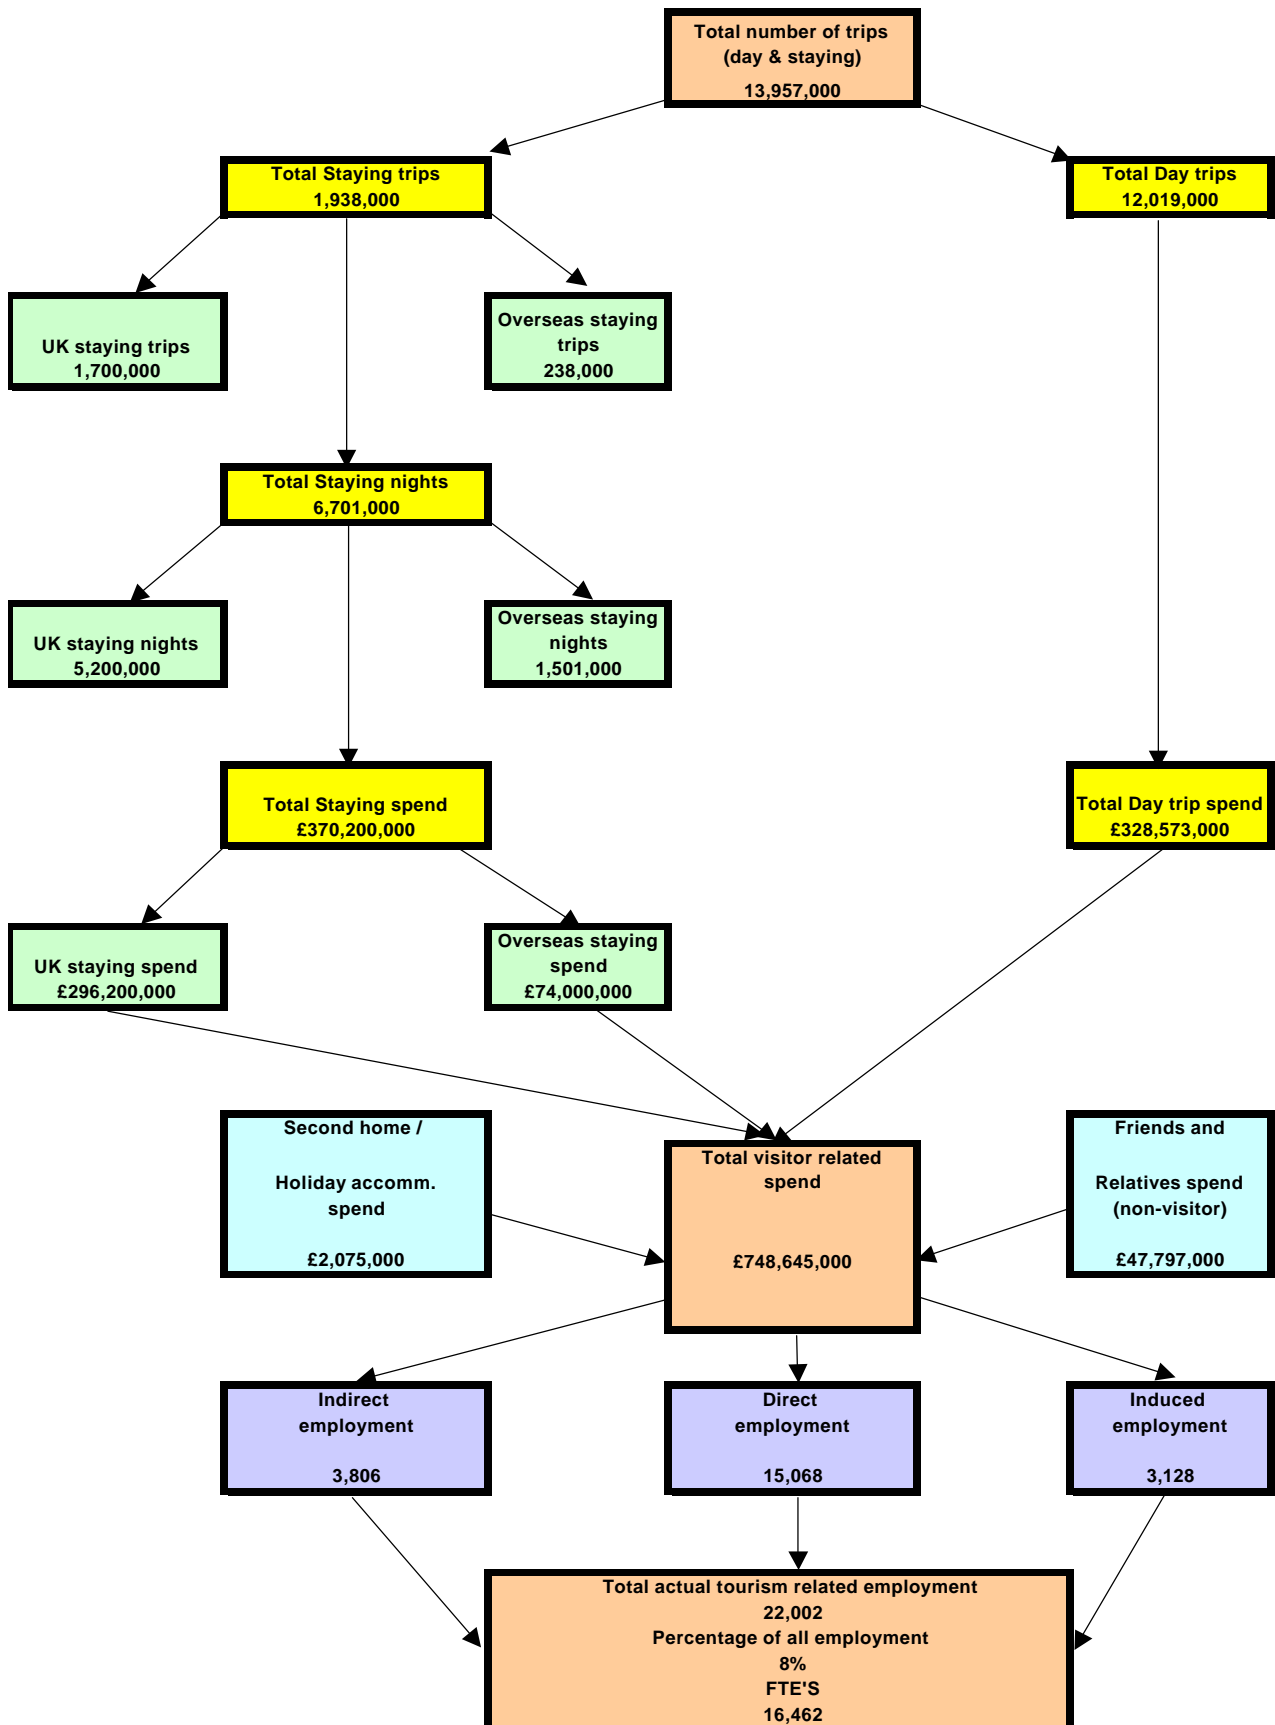 Total number of trips
(day & staying)
13,957,000
Total Staying trips
1,938,000
Total Day trips
12,019,000
UK staying trips
1,700,000
Overseas staying
trips
238,000
Total Staying nights
6,701,000
UK staying nights
5,200,000
Overseas staying
nights
1,501,000
Total Staying spend
£370,200,000
Total Day trip spend
£328,573,000
UK staying spend
£296,200,000
Overseas staying
spend
£74,000,000
Second home /
Holiday accomm.
spend
£2,075,000
Total visitor related
spend
£748,645,000
Friends and
Relatives spend
(non-visitor)
£47,797,000
Indirect
employment
3,806
Direct
employment
15,068
Induced
employment
3,128
Total actual tourism related employment
22,002
Percentage of all employment
8%
FTE'S
16,462